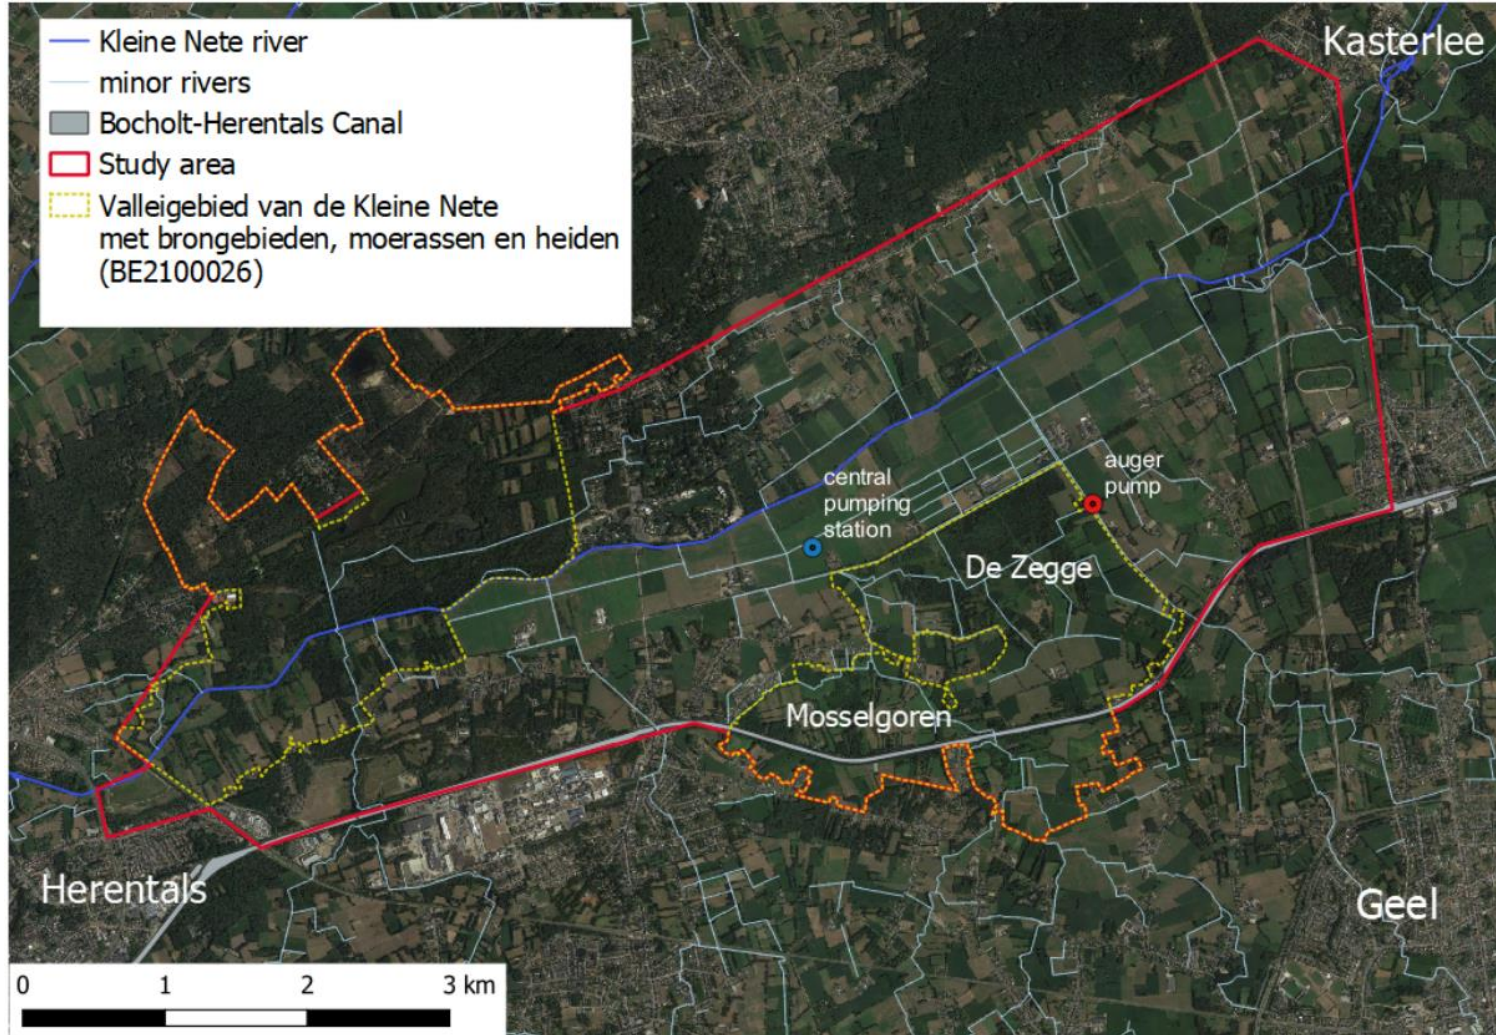 Kleine Nete river
minor rivers
Bocholt-Herentals Canal
Study area
Valleigebied van de Kleine Nete
met brongebieden, moerassen en heiden
(BE2100026)
Kasterlee
auger
pump
central
pumping
station
De Zegge
Mosselgoren
Herentals
Geel
0 1 2 3 km